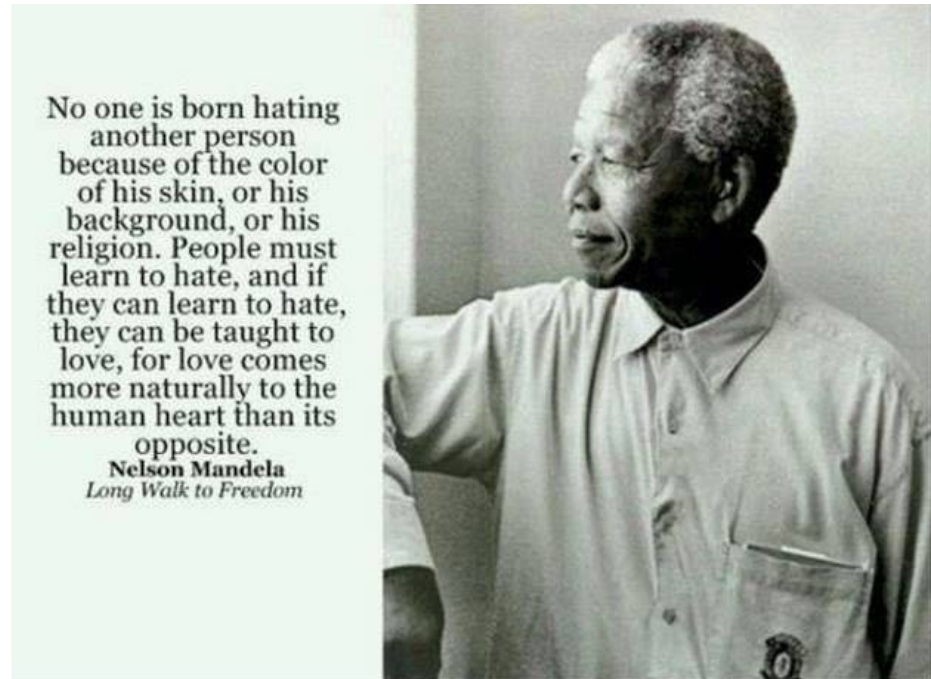 No one is born hating
another person
because of the color
of his skin, or his
background, or his
religion. People must
learn to hate, and if
they can learn to hate,
they can be taught to
love, for love comes
more naturally to the
human heart than its
opposite.
Nelson Mandela
Long Walk to Freedom